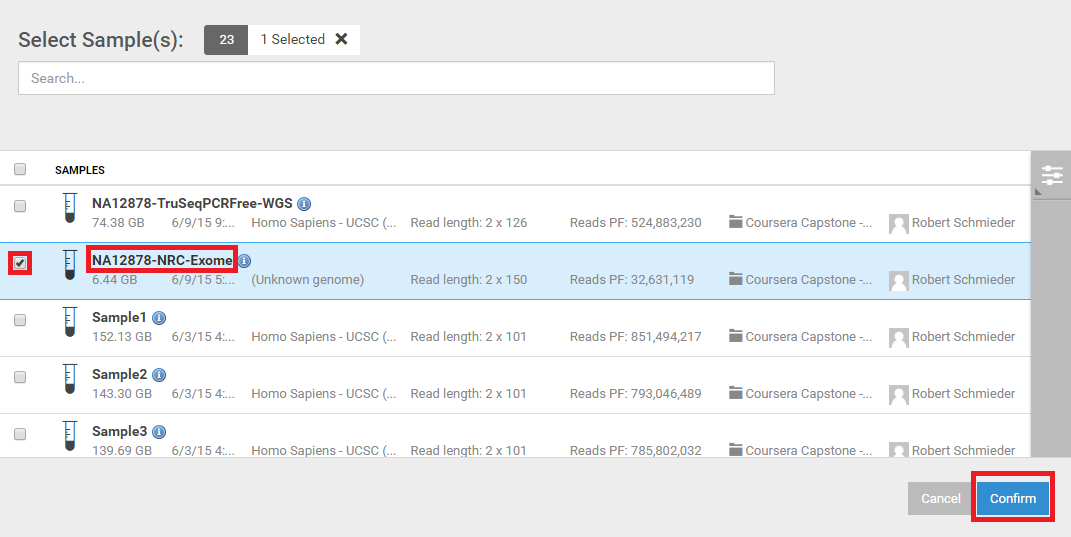 Select Sample(s): 23 1 Selected
Search...
SAMPLES
NA12878-TruSeqPCRFree-WGS
74.38 GB 6/9/15 9:... Homo Sapiens - UCSC (... Read length: 2 x 126 Reads PF: 524,883,230 Coursera Capstone -... Robert Schmieder
NA12878-NRC-Exome
6.44 GB 6/9/15 5:... (Unknown genome) Read length: 2 x 150 Reads PF: 32,631,119 Coursera Capstone -... Robert Schmieder
Sample1
152.13 GB 6/3/15 4:... Homo Sapiens - UCSC (... Read length: 2 x 101 Reads PF: 851,494,217 Coursera Capstone -... Robert Schmieder
Sample2
143.30 GB 6/3/15 4:... Homo Sapiens - UCSC (... Read length: 2 x 101 Reads PF: 793,046,489 Coursera Capstone -... Robert Schmieder
Sample3
139.69 GB 6/3/15 4:... Homo Sapiens - UCSC (... Read length: 2 x 101 Reads PF: 785,802,032 Coursera Capstone -... Robert Schmieder
Cancel Confirm